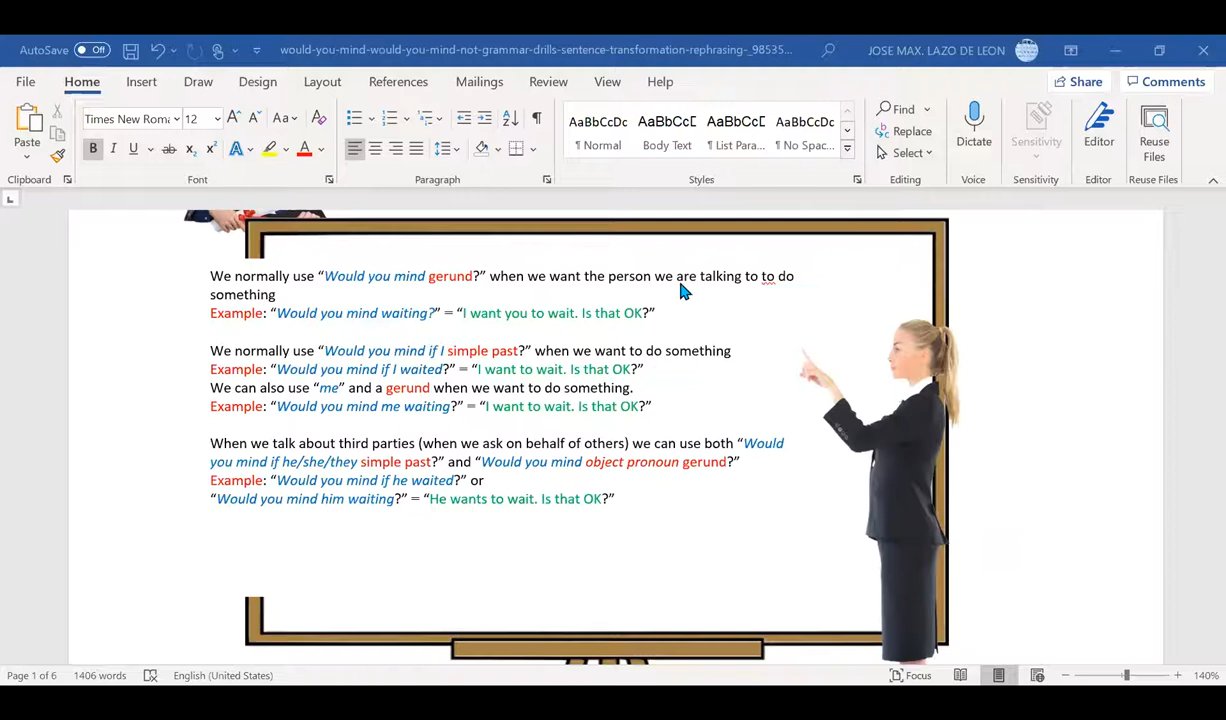 AutoSave Off would-you-mind-would-you-mind-not-grammar-drills-sentence-transformation-rephrasing-_98535... JOSE MAX. LAZO DE LEON
File Home Insert Draw Design Layout References Mailings Review View Help Share Comments
Times New Roma 12 Aa AaBbCcDc AaBbCcD AaBbCcD AaBbCcDc Find
Paste B I U ab x₂ x² A A ¶ Normal Body Text ¶ List Para... ¶ No Spac... Replace Select Dictate Sensitivity Editor Reuse Files
Clipboard Font Paragraph Styles Editing Voice Sensitivity Editor Reuse Files
We normally use “Would you mind gerund?” when we want the person we are talking to to do
something
Example: “Would you mind waiting?” = “I want you to wait. Is that OK?”
We normally use “Would you mind if I simple past?” when we want to do something
Example: “Would you mind if I waited?” = “I want to wait. Is that OK?”
We can also use “me” and a gerund when we want to do something.
Example: “Would you mind me waiting?” = “I want to wait. Is that OK?”
When we talk about third parties (when we ask on behalf of others) we can use both “Would
you mind if he/she/they simple past?” and “Would you mind object pronoun gerund?”
Example: “Would you mind if he waited?” or
“Would you mind him waiting?” = “He wants to wait. Is that OK?”
Page 1 of 6 1406 words English (United States) Focus 140%